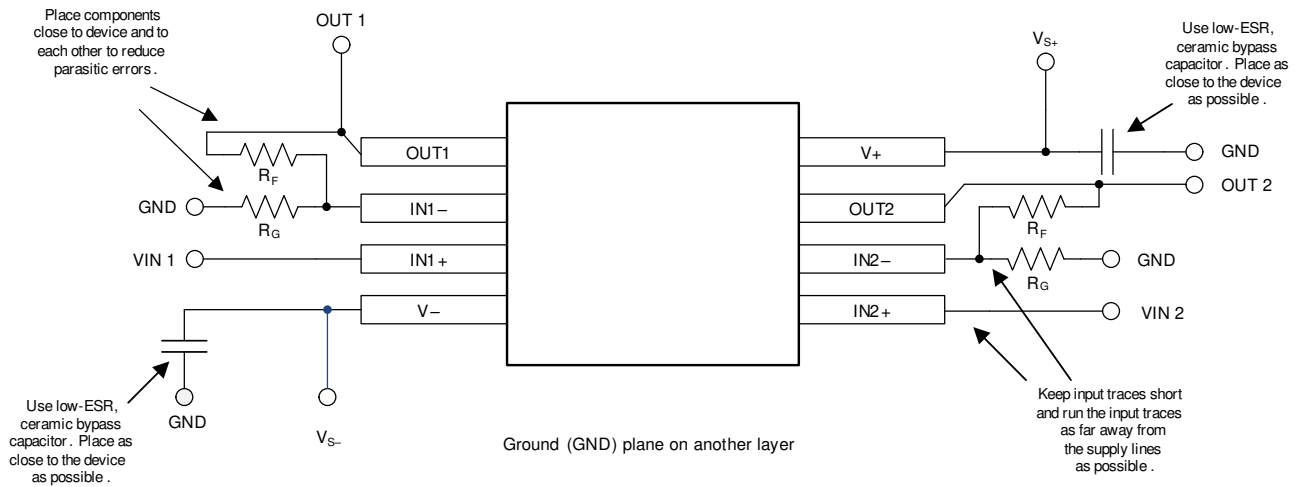 Place components
close to device and to
each other to reduce
parasitic errors .
OUT 1
VS+
Use low-ESR,
ceramic bypass
capacitor . Place as
close to the device
as possible .
OUT1
RF
GND
RG
IN1–
VIN 1
IN1+
V–
V+
GND
OUT 2
OUT2
RF
IN2–
RG
GND
IN2+
VIN 2
Use low-ESR,
ceramic bypass
capacitor . Place as
close to the device
as possible .
GND
VS–
Ground (GND) plane on another layer
Keep input traces short
and run the input traces
as far away from
the supply lines
as possible .